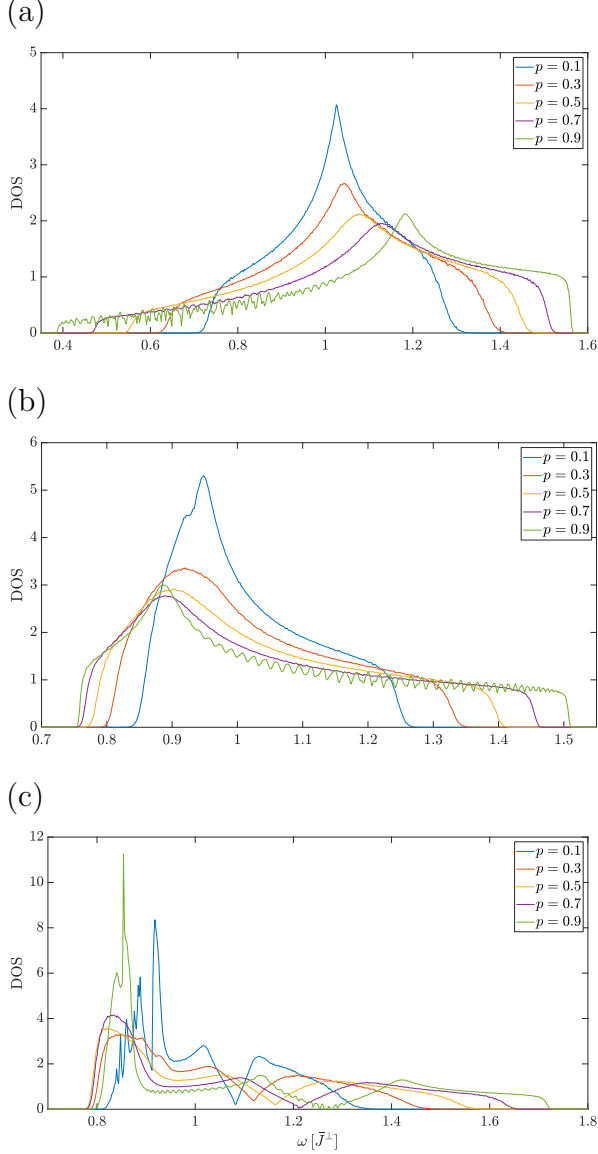 (a)
5
4
3
2
1
0
DOS
0.4 0.6 0.8 1 1.2 1.4 1.6
p = 0.1
p = 0.3
p = 0.5
p = 0.7
p = 0.9
(b)
6
5
4
3
2
1
0
DOS
0.7 0.8 0.9 1 1.1 1.2 1.3 1.4 1.5
p = 0.1
p = 0.3
p = 0.5
p = 0.7
p = 0.9
(c)
12
10
8
6
4
2
0
DOS
0.8 1 1.2 1.4 1.6 1.8
ω [J̄^⊥]
p = 0.1
p = 0.3
p = 0.5
p = 0.7
p = 0.9